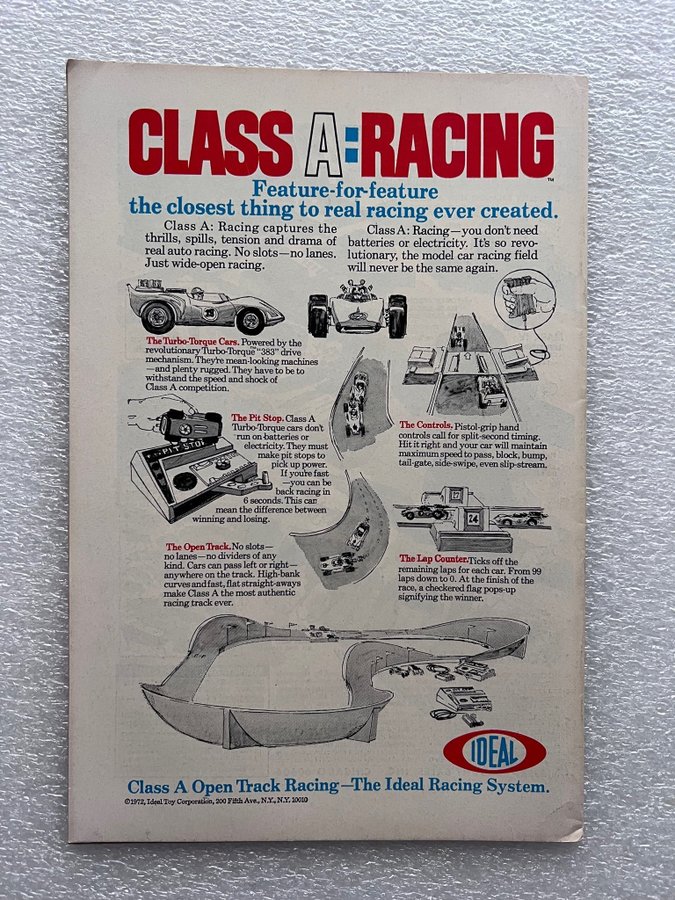 CLASS A: RACING™
Feature-for-feature
the closest thing to real racing ever created.
Class A: Racing captures the
thrills, spills, tension and drama of
real auto racing. No slots—no lanes.
Just wide-open racing.
Class A: Racing—you don't need
batteries or electricity. It's so revo-
lutionary, the model car racing field
will never be the same again.
The Turbo-Torque Cars. Powered by the
revolutionary Turbo-Torque™ "383" drive
mechanism. They're mean-looking machines
—and plenty rugged. They have to be to
withstand the speed and shock of
Class A competition.
The Pit Stop. Class A
Turbo-Torque cars don't
run on batteries or
electricity. They must
make pit stops to
pick up power.
If you're fast
—you can be
back racing in
6 seconds. This can
mean the difference between
winning and losing.
PIT STOP
The Controls. Pistol-grip hand
controls call for split-second timing.
Hit it right and your car will maintain
maximum speed to pass, block, bump,
tail-gate, side-swipe, even slip-stream.
The Open Track. No slots—
no lanes—no dividers of any
kind. Cars can pass left or right—
anywhere on the track. High-bank
curves and fast, flat straight-aways
make Class A the most authentic
racing track ever.
The Lap Counter. Ticks off the
remaining laps for each car. From 99
laps down to 0. At the finish of the
race, a checkered flag pops-up
signifying the winner.
IDEAL
Class A Open Track Racing—The Ideal Racing System.
©1972, Ideal Toy Corporation, 200 Fifth Ave., N.Y., N.Y. 10010